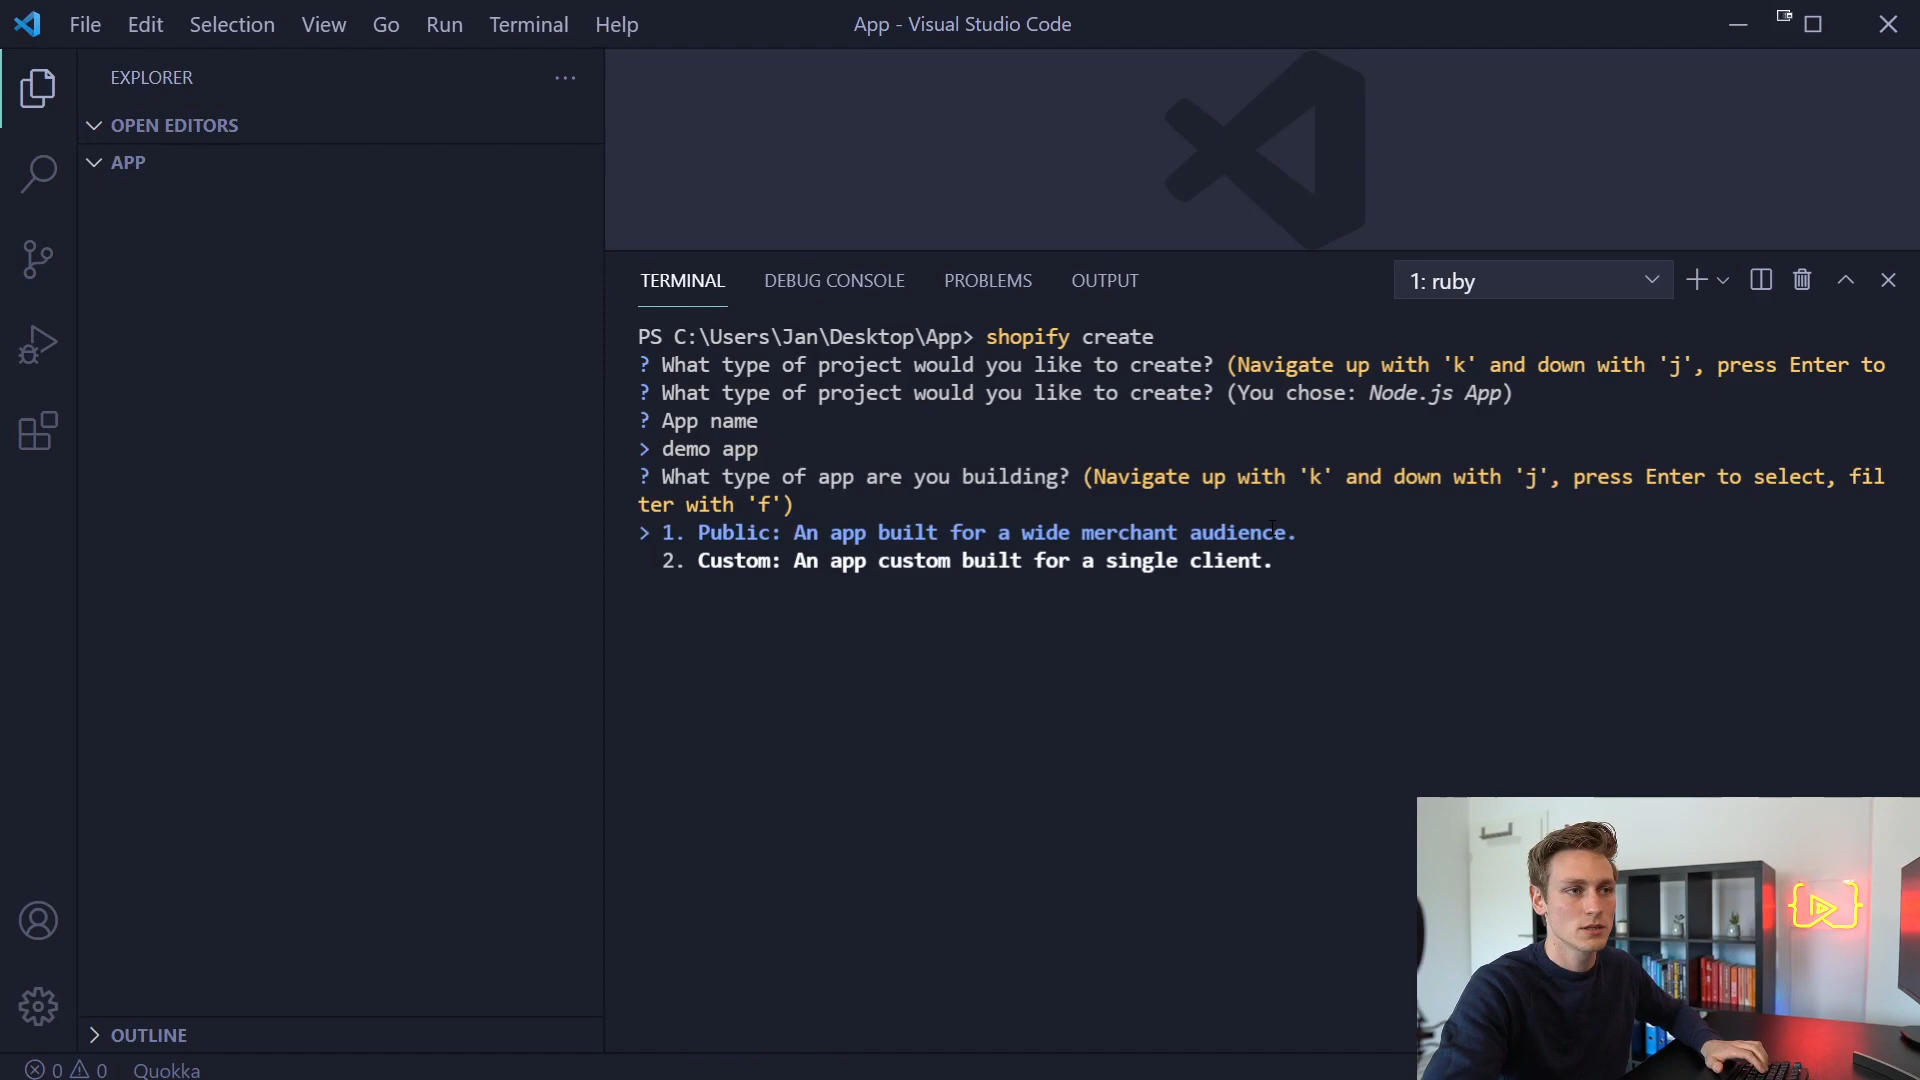 File Edit Selection View Go Run Terminal Help
App - Visual Studio Code
EXPLORER
OPEN EDITORS
APP
TERMINAL DEBUG CONSOLE PROBLEMS OUTPUT
1: ruby
PS C:\Users\Jan\Desktop\App> shopify create
? What type of project would you like to create? (Navigate up with 'k' and down with 'j', press Enter to
? What type of project would you like to create? (You chose: Node.js App)
? App name
> demo app
? What type of app are you building? (Navigate up with 'k' and down with 'j', press Enter to select, fil
ter with 'f')
> 1. Public: An app built for a wide merchant audience.
2. Custom: An app custom built for a single client.
OUTLINE
0 0 Quokka